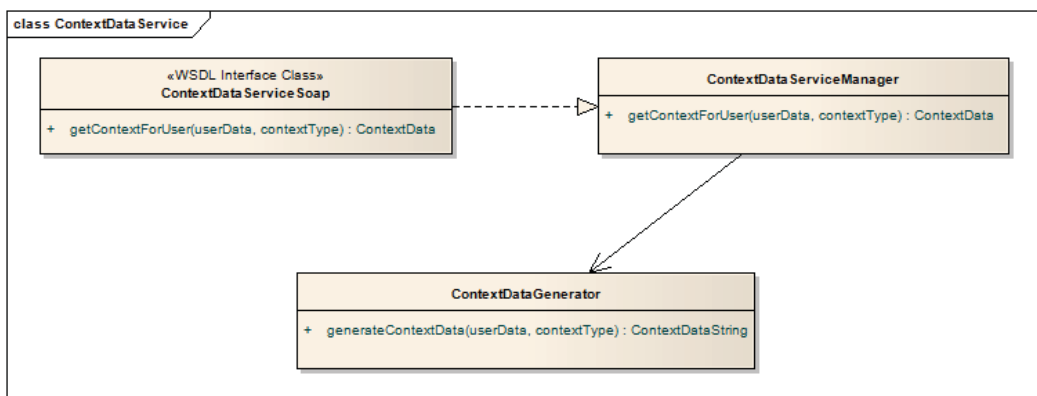 class ContextDataService
«WSDL Interface Class»
ContextDataServiceSoap
+ getContextForUser(userData, contextType) : ContextData
ContextDataServiceManager
+ getContextForUser(userData, contextType) : ContextData
ContextDataGenerator
+ generateContextData(userData, contextType) : ContextDataString